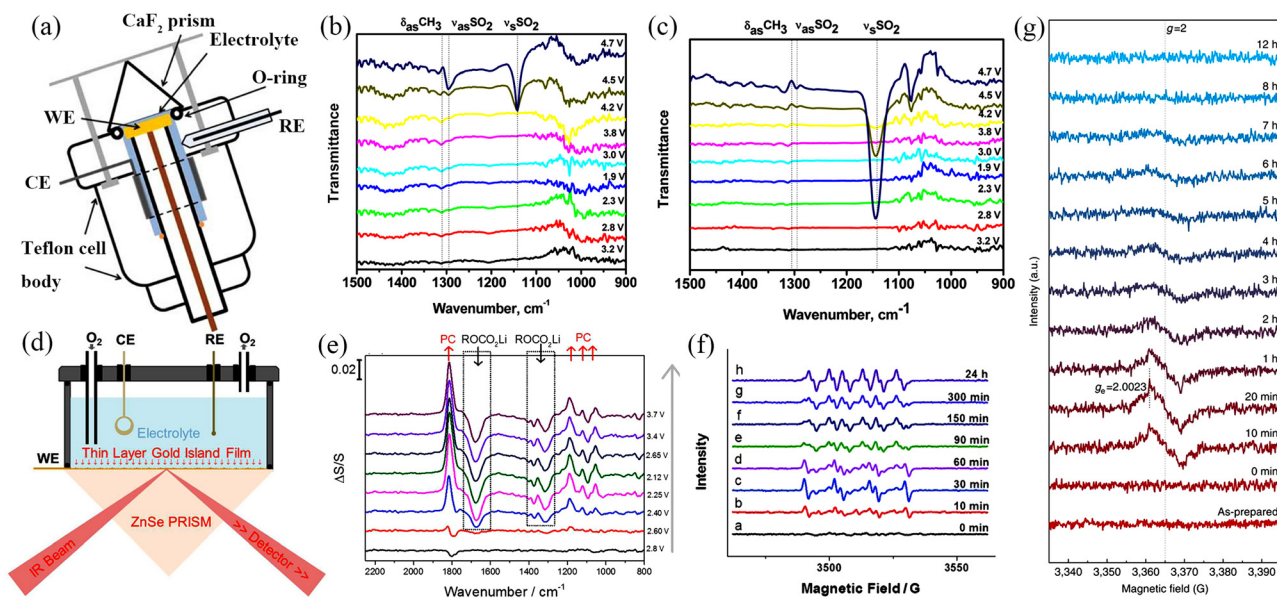 (a)
CaF₂ prism
Electrolyte
O-ring
WE
RE
CE
Teflon cell
body
(b)
δasCH3 νasSO2 νsSO2
4.7 V
4.5 V
4.2 V
3.8 V
3.0 V
1.9 V
2.3 V
2.8 V
3.2 V
Transmittance
1500 1400 1300 1200 1100 1000 900
Wavenumber, cm⁻¹
(c)
δasCH3 νasSO2 νsSO2
4.7 V
4.5 V
4.2 V
3.8 V
3.0 V
1.9 V
2.3 V
2.8 V
3.2 V
Transmittance
1500 1400 1300 1200 1100 1000 900
Wavenumber, cm⁻¹
(d)
O₂ CE RE O₂
Electrolyte
Thin Layer Gold Island Film
WE
ZnSe PRISM
IR Beam
>> Detector >>
(e)
0.02
PC ROCO₂Li ROCO₂Li PC
3.7 V
3.4 V
2.65 V
2.12 V
2.25 V
2.40 V
2.60 V
2.8 V
ΔS/S
2200 2000 1800 1600 1400 1200 1000 800
Wavenumber / cm⁻¹
(f)
h 24 h
g 300 min
f 150 min
e 90 min
d 60 min
c 30 min
b 10 min
a 0 min
Intensity
3500 3550
Magnetic Field / G
(g)
g=2
12 h
8 h
7 h
6 h
5 h
4 h
3 h
2 h
1 h
gₑ=2.0023
20 min
10 min
0 min
As-prepared
Intensity (a.u.)
3,340 3,350 3,360 3,370 3,380 3,390
Magnetic field (G)